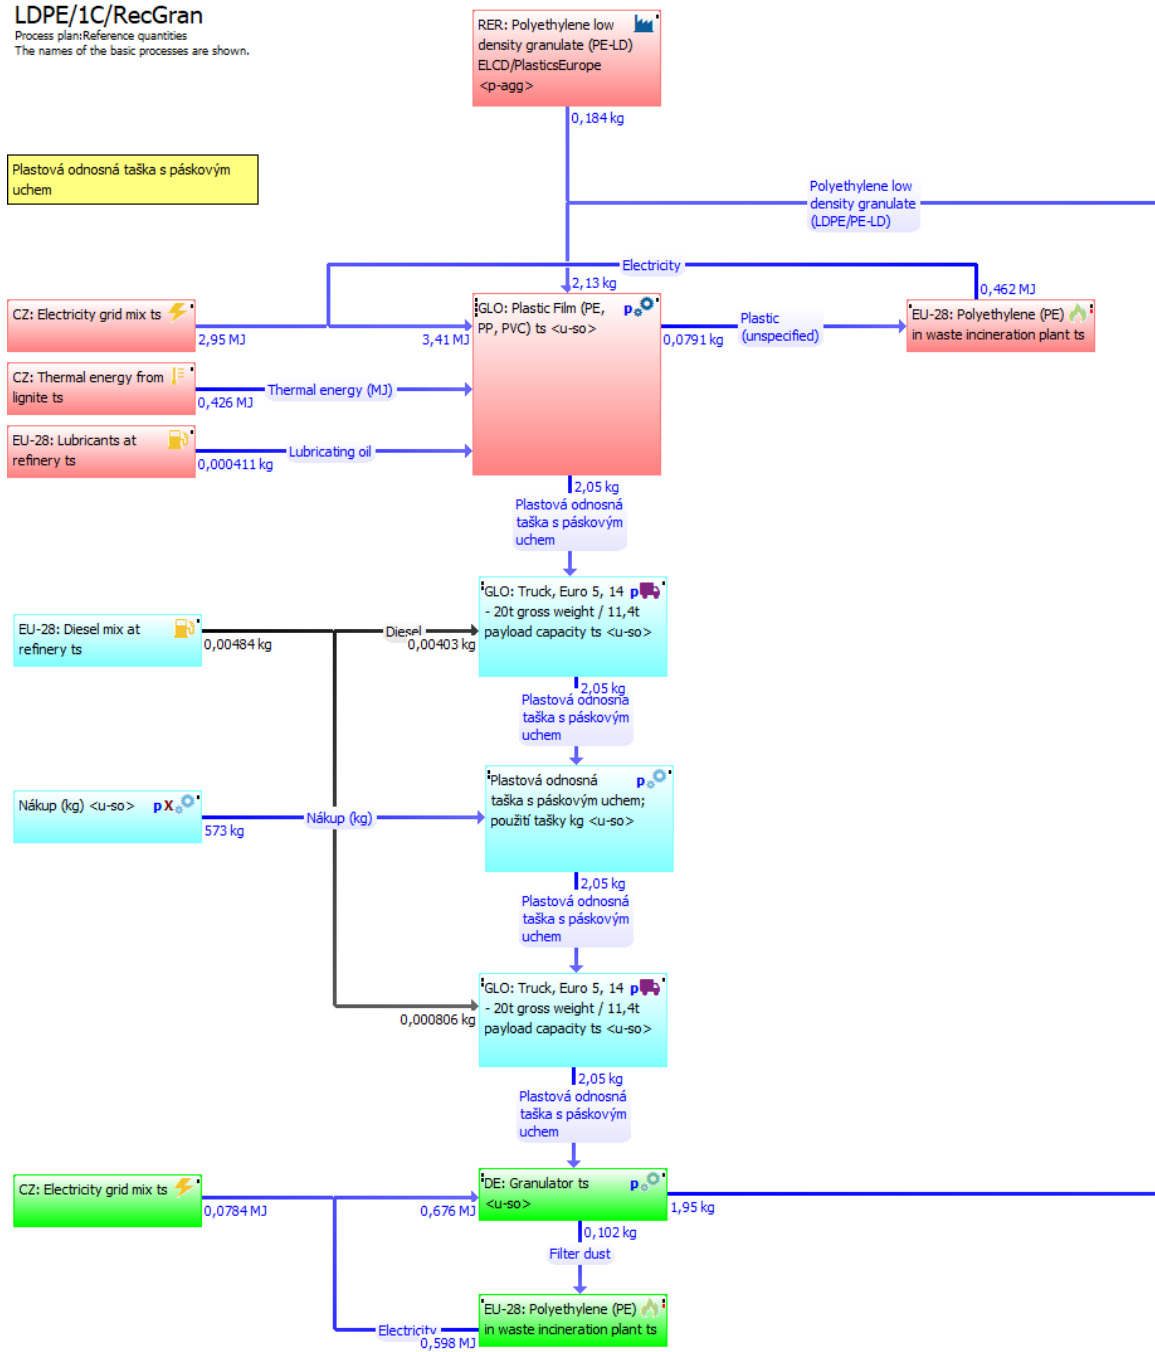 LDPE/1C/RecGran
Process plan:Reference quantities
The names of the basic processes are shown.
RER: Polyethylene low
density granulate (PE-LD)
ELCD/PlasticsEurope
<p-agg>
0,184 kg
Plastová odnosná taška s páskovým
uchem
Polyethylene low
density granulate
(LDPE/PE-LD)
Electricity
2,13 kg
0,462 MJ
CZ: Electricity grid mix ts
2,95 MJ
3,41 MJ
GLO: Plastic Film (PE,
PP, PVC) ts <u-so>
p
0,0791 kg
Plastic
(unspecified)
EU-28: Polyethylene (PE)
in waste incineration plant ts
CZ: Thermal energy from
lignite ts
0,426 MJ
Thermal energy (MJ)
EU-28: Lubricants at
refinery ts
0,000411 kg
Lubricating oil
2,05 kg
Plastová odnosná
taška s páskovým
uchem
GLO: Truck, Euro 5, 14
- 20t gross weight / 11,4t
payload capacity ts <u-so>
p
EU-28: Diesel mix at
refinery ts
0,00484 kg
Diesel
0,00403 kg
2,05 kg
Plastová odnosná
taška s páskovým
uchem
Plastová odnosná
taška s páskovým uchem;
použití tašky kg <u-so>
p
Nákup (kg) <u-so>
pX
573 kg
Nákup (kg)
2,05 kg
Plastová odnosná
taška s páskovým
uchem
GLO: Truck, Euro 5, 14
- 20t gross weight / 11,4t
payload capacity ts <u-so>
p
0,000806 kg
2,05 kg
Plastová odnosná
taška s páskovým
uchem
CZ: Electricity grid mix ts
0,0784 MJ
0,676 MJ
DE: Granulator ts
<u-so>
p
1,95 kg
0,102 kg
Filter dust
EU-28: Polyethylene (PE)
in waste incineration plant ts
Electricity
0,598 MJ